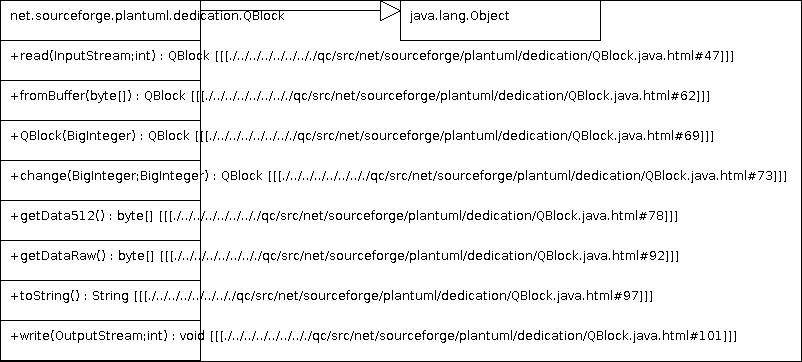 net.sourceforge.plantuml.dedication.QBlock
java.lang.Object
+read(InputStream;int) : QBlock [[[./../../../../../../../qc/src/net/sourceforge/plantuml/dedication/QBlock.java.html#47]]]
+fromBuffer(byte[]) : QBlock [[[./../../../../../../../qc/src/net/sourceforge/plantuml/dedication/QBlock.java.html#62]]]
+QBlock(BigInteger) : QBlock [[[./../../../../../../../qc/src/net/sourceforge/plantuml/dedication/QBlock.java.html#69]]]
+change(BigInteger;BigInteger) : QBlock [[[./../../../../../../../qc/src/net/sourceforge/plantuml/dedication/QBlock.java.html#73]]]
+getData512() : byte[] [[[./../../../../../../../qc/src/net/sourceforge/plantuml/dedication/QBlock.java.html#78]]]
+getDataRaw() : byte[] [[[./../../../../../../../qc/src/net/sourceforge/plantuml/dedication/QBlock.java.html#92]]]
+toString() : String [[[./../../../../../../../qc/src/net/sourceforge/plantuml/dedication/QBlock.java.html#97]]]
+write(OutputStream;int) : void [[[./../../../../../../../qc/src/net/sourceforge/plantuml/dedication/QBlock.java.html#101]]]